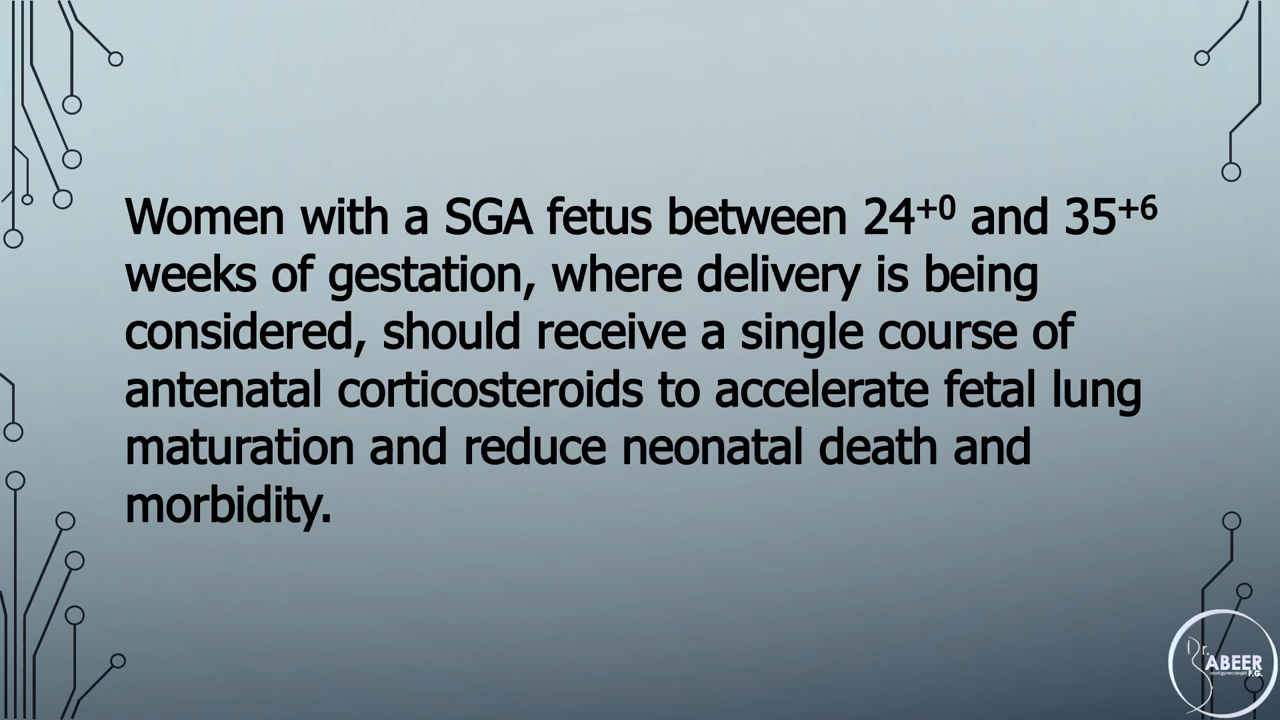 Women with a SGA fetus between 24⁺⁰ and 35⁺⁶
weeks of gestation, where delivery is being
considered, should receive a single course of
antenatal corticosteroids to accelerate fetal lung
maturation and reduce neonatal death and
morbidity.
Dr.
ABEER
F.G.